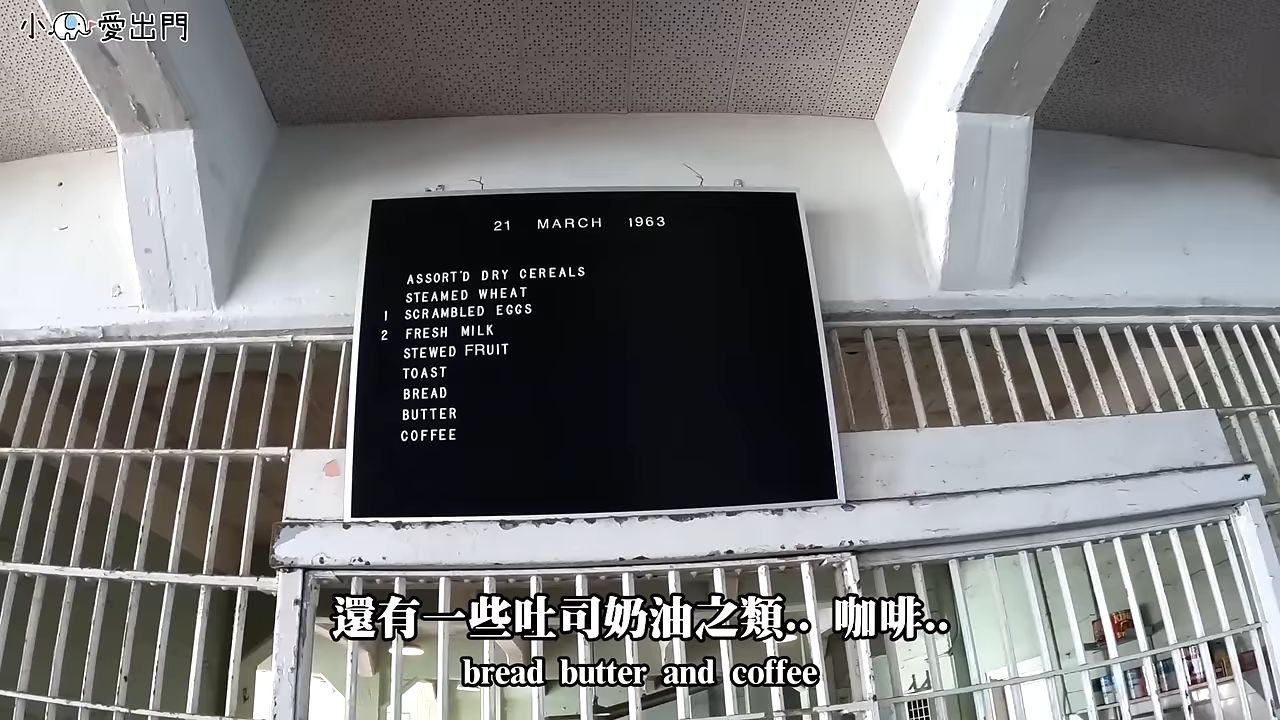 小愛出門
21 MARCH 1963
ASSORT'D DRY CEREALS
STEAMED WHEAT
1 SCRAMBLED EGGS
2 FRESH MILK
STEWED FRUIT
TOAST
BREAD
BUTTER
COFFEE
還有一些吐司奶油之類.. 咖啡..
bread butter and coffee